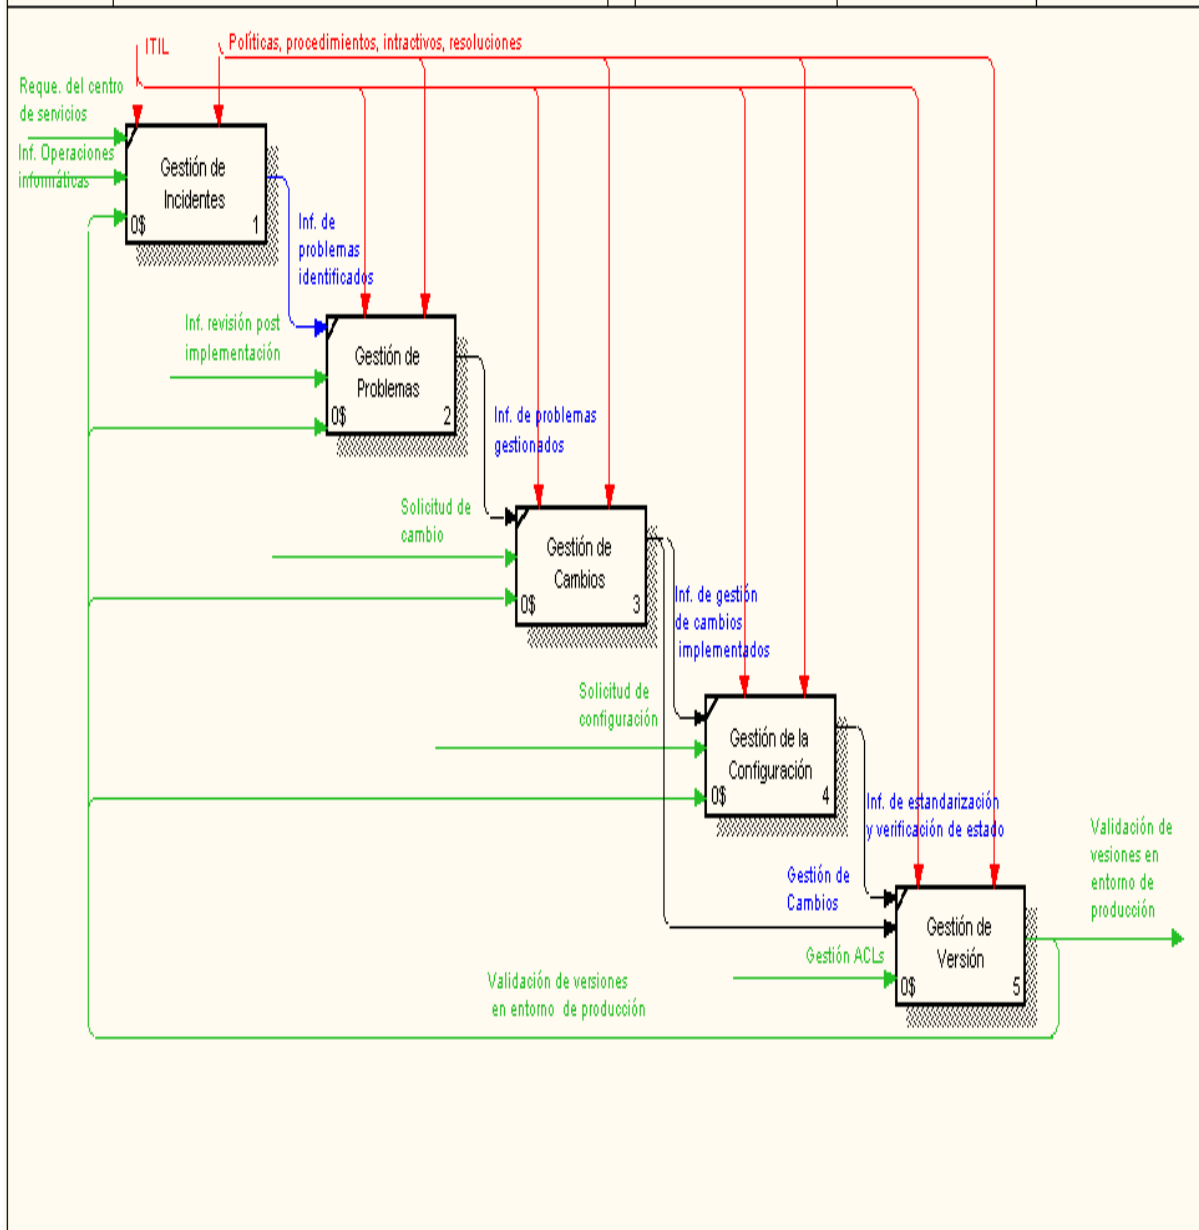 ITIL
Políticas, procedimientos, intractivos, resoluciones
Reque. del centro
de servicios
Inf. Operaciones
informáticas
Gestión de
Incidentes
0$
1
Inf. de
problemas
identificados
Inf. revisión post
implementación
Gestión de
Problemas
0$
2
Inf. de problemas
gestionados
Solicitud de
cambio
Gestión de
Cambios
0$
3
Inf. de gestión
de cambios
implementados
Solicitud de
configuración
Gestión de la
Configuración
0$
4
Inf. de estandarización
y verificación de estado
Validación de
vesiones en
entorno de
producción
Gestión de
Cambios
Gestión de
Versión
0$
5
Gestión ACLs
Validación de versiones
en entorno de producción